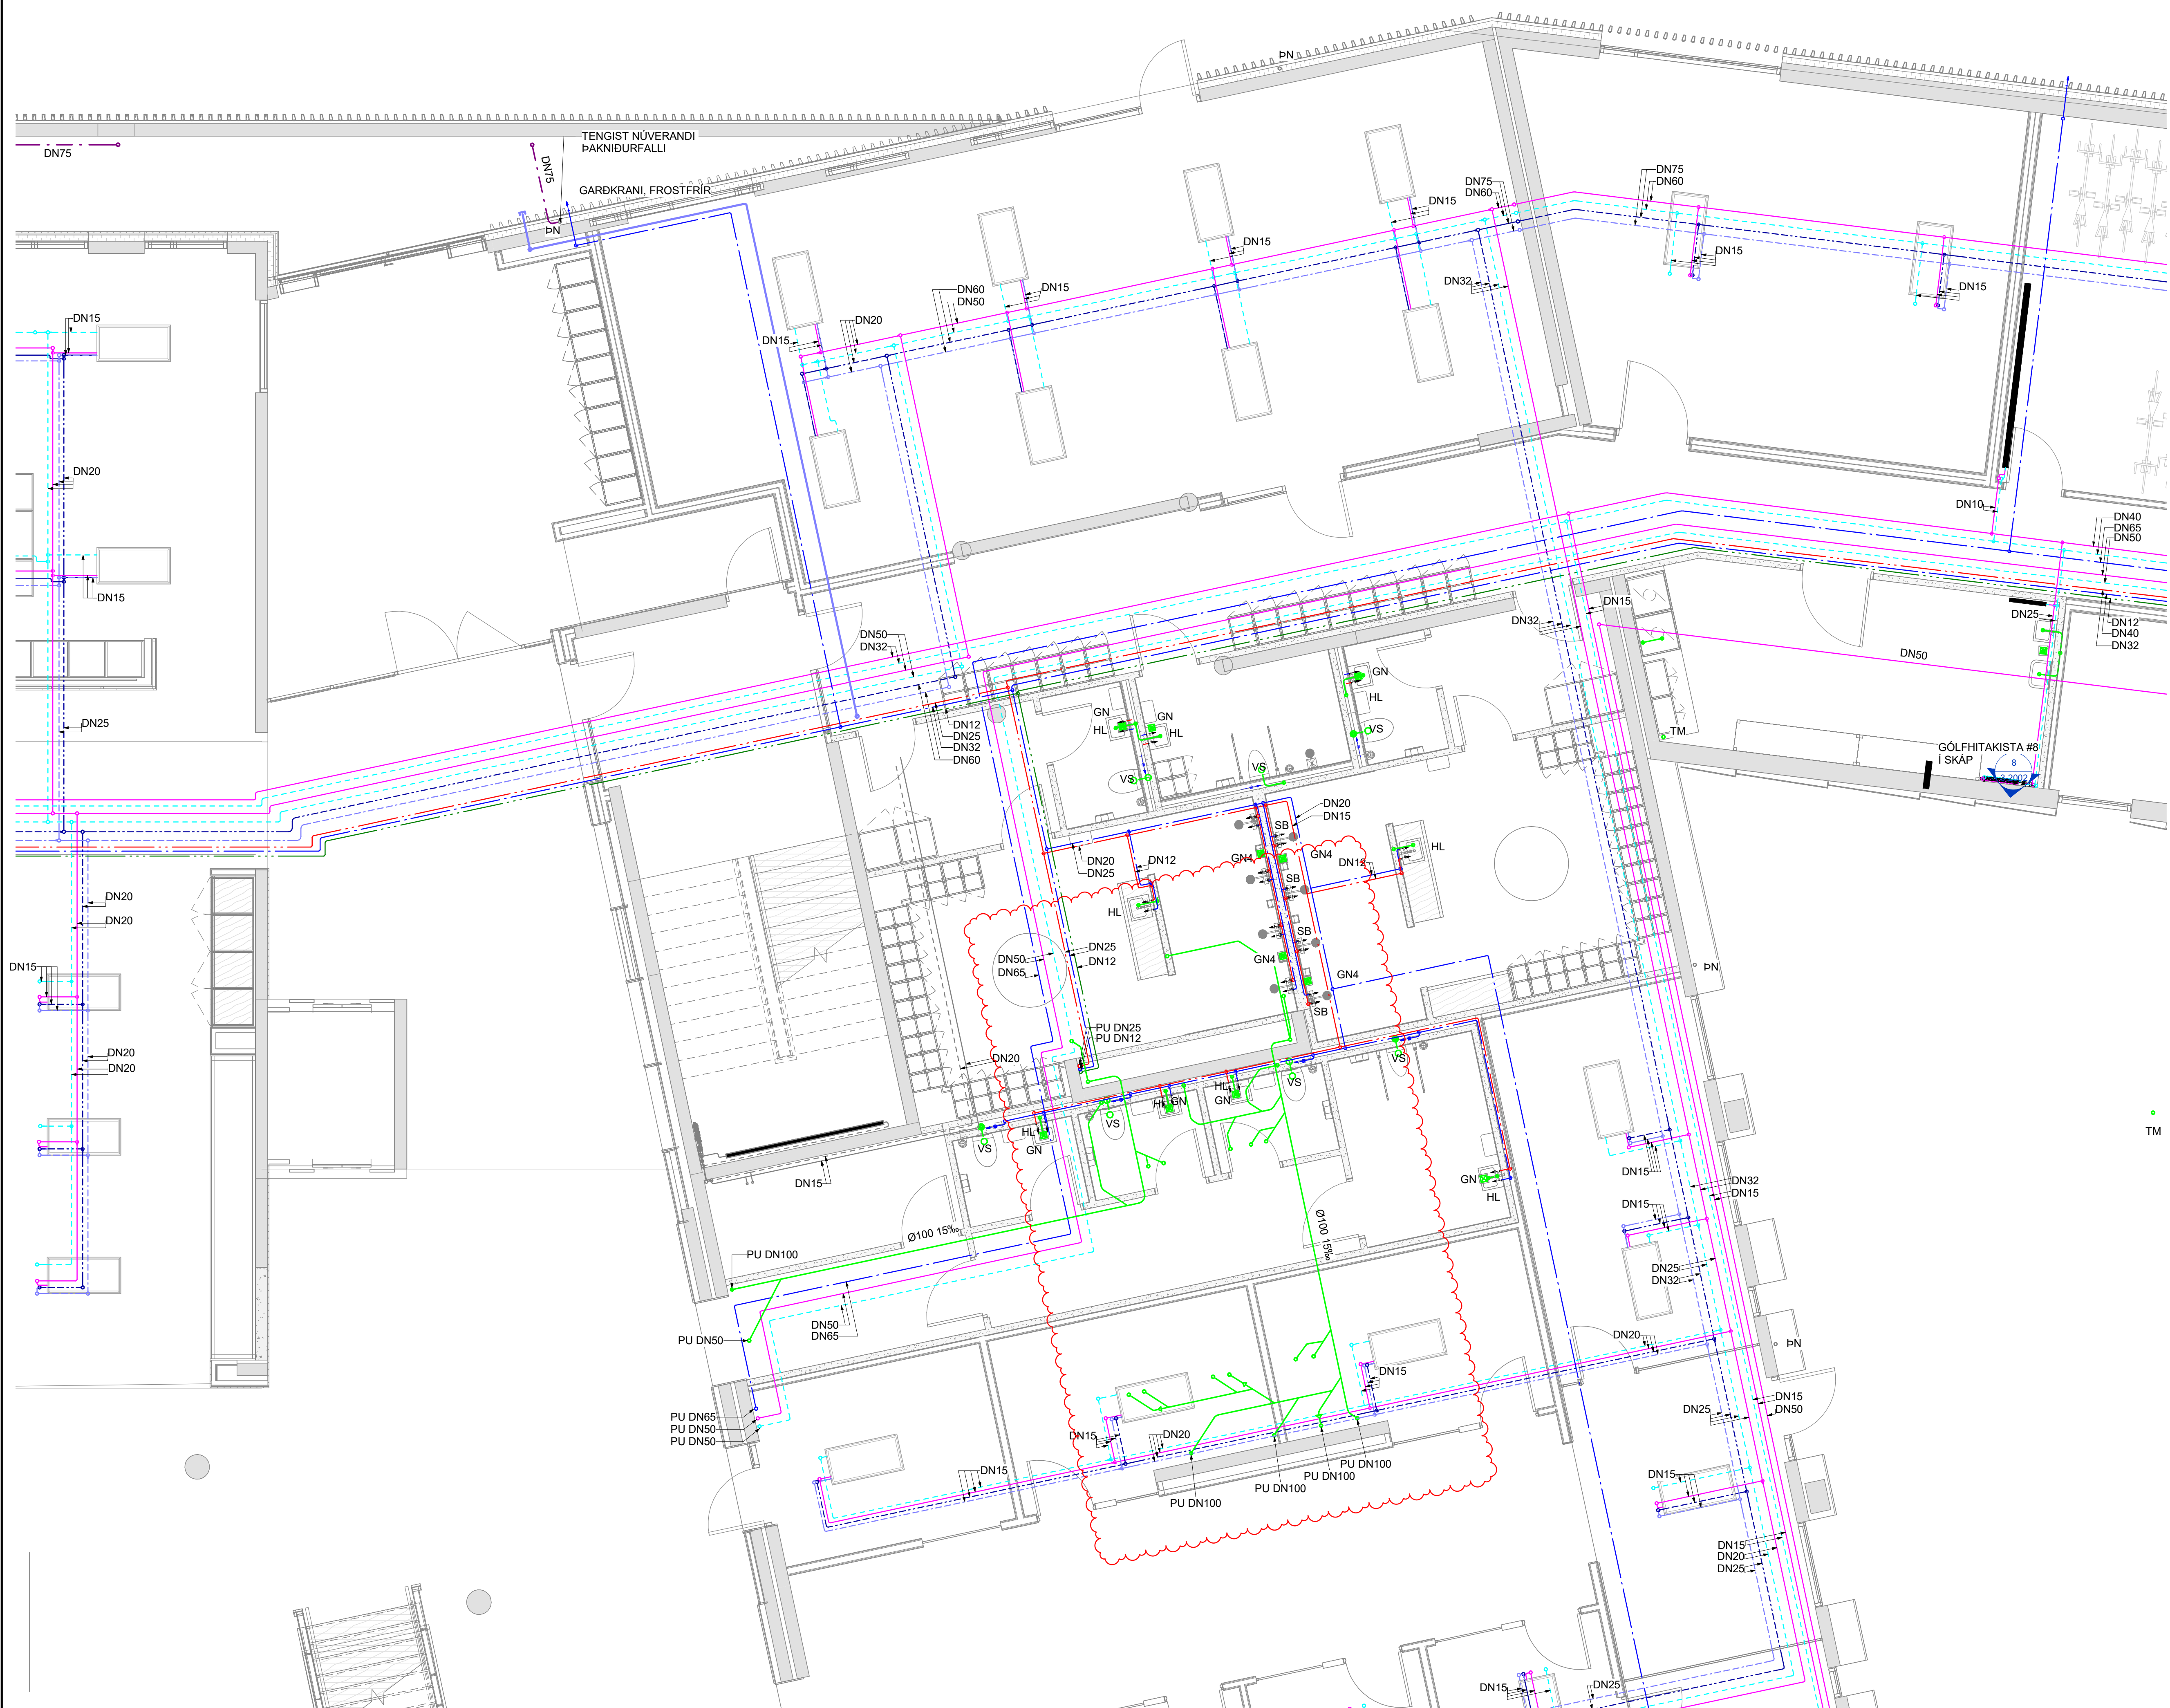 ÞN
DN75
DN75
TENGIST NÚVERANDI
ÞAKNIÐURFALLI
GARÐKRANI, FROSTFRÍR
ÞN
DN15
DN75
DN60
DN75
DN60
DN15
DN15
DN32
DN15
DN60
DN50
DN15
DN15
DN20
DN15
DN15
DN20
DN15
DN10
DN40
DN65
DN50
DN25
DN12
DN40
DN32
DN15
DN32
DN50
DN50
DN32
DN12
DN25
DN32
DN60
DN25
GN
HL
VS
GN
HL
GN
HL
VS
VS
TM
GÓLFHITAKISTA #8
Í SKÁP
8
3.2002
DN20
DN15
SB
GN4
GN4
DN12
HL
DN20
DN25
DN12
SB
HL
DN20
DN20
DN15
DN50
DN65
DN25
DN12
SB
GN4
GN4
SB
ÞN
PU DN25
PU DN12
DN20
DN20
DN20
VS
VS
HL
GN
HL
GN
HL
GN
VS
VS
DN15
GN
HL
TM
DN15
DN32
DN15
DN15
Ø100 15‰
Ø100 15‰
PU DN100
DN25
DN32
PU DN50
DN50
DN65
DN20
ÞN
DN15
DN15
DN50
DN25
PU DN65
PU DN50
PU DN50
DN15
DN20
DN15
PU DN100
PU DN100
PU DN100
PU DN100
DN15
DN15
DN20
DN25
DN15
DN25